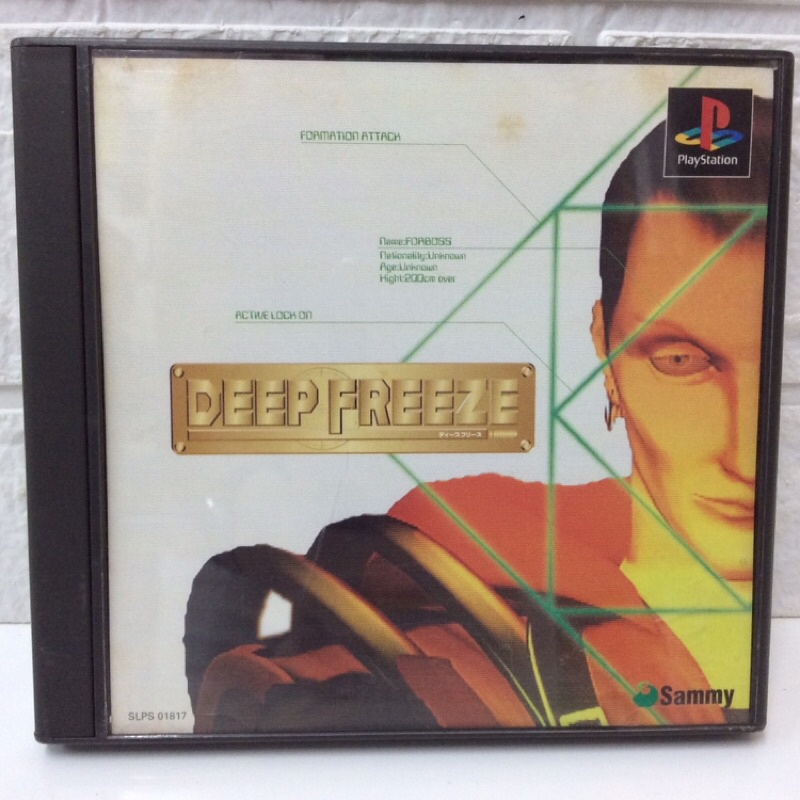 FORMATION ATTACK
PlayStation
Name:FORBOSS
Nationality:Unknown
Age:Unknown
Hight:200cm over
ACTIVE LOCK ON
DEEP FREEZE
ディープフリーズ
Sammy
SLPS 01817